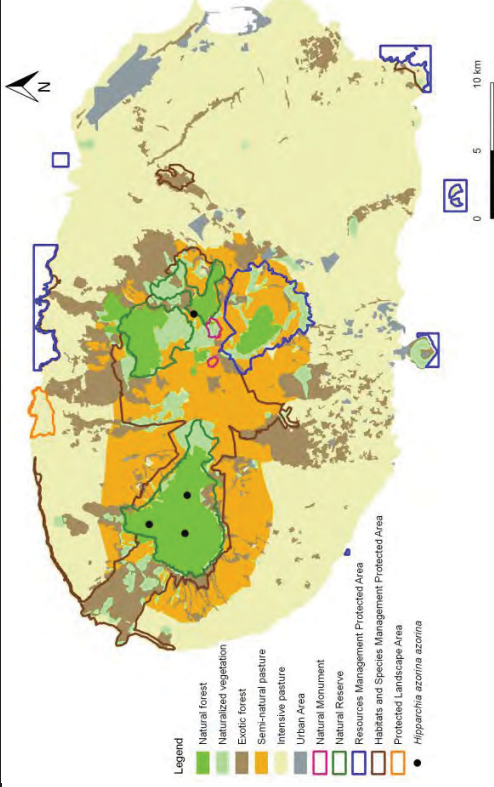 N
0 5 10 km
Legend
Natural forest
Naturalized vegetation
Exotic forest
Semi-natural pasture
Intensive pasture
Urban Area
Natural Monument
Natural Reserve
Resources Management Protected Area
Habitats and Species Management Protected Area
Protected Landscape Area
Hipparchia azorina azorina